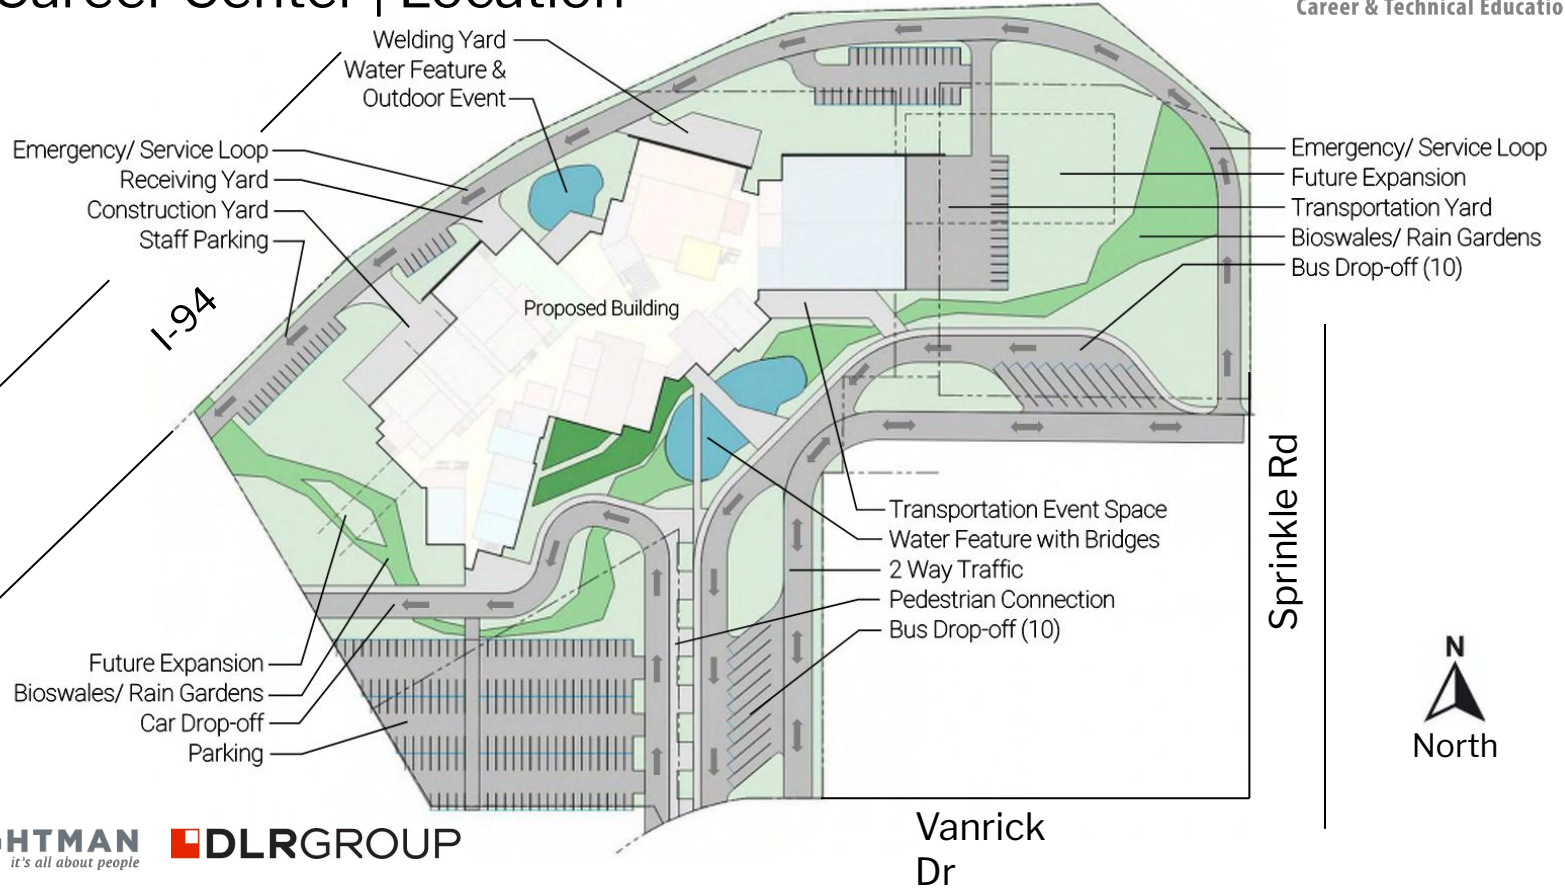 Career Center | Location
Career & Technical Educatio
Welding Yard
Water Feature &
Outdoor Event
Emergency/ Service Loop
Receiving Yard
Construction Yard
Staff Parking
I-94
Proposed Building
Emergency/ Service Loop
Future Expansion
Transportation Yard
Bioswales/ Rain Gardens
Bus Drop-off (10)
Transportation Event Space
Water Feature with Bridges
2 Way Traffic
Pedestrian Connection
Bus Drop-off (10)
Sprinkle Rd
Future Expansion
Bioswales/ Rain Gardens
Car Drop-off
Parking
N
North
Vanrick
Dr
HTMAN
it's all about people
DLRGROUP